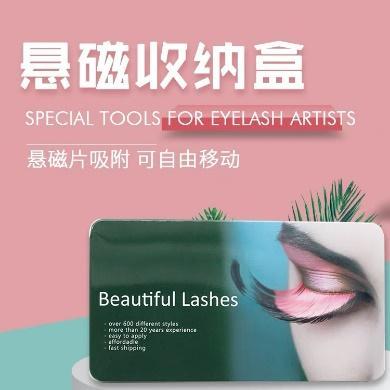 悬磁收纳盒
SPECIAL TOOLS FOR EYELASH ARTISTS
悬磁片吸附 可自由移动
Beautiful Lashes
- over 600 different styles
- more than 20 years experience
- easy to apply
- affordadle
- fast shipping